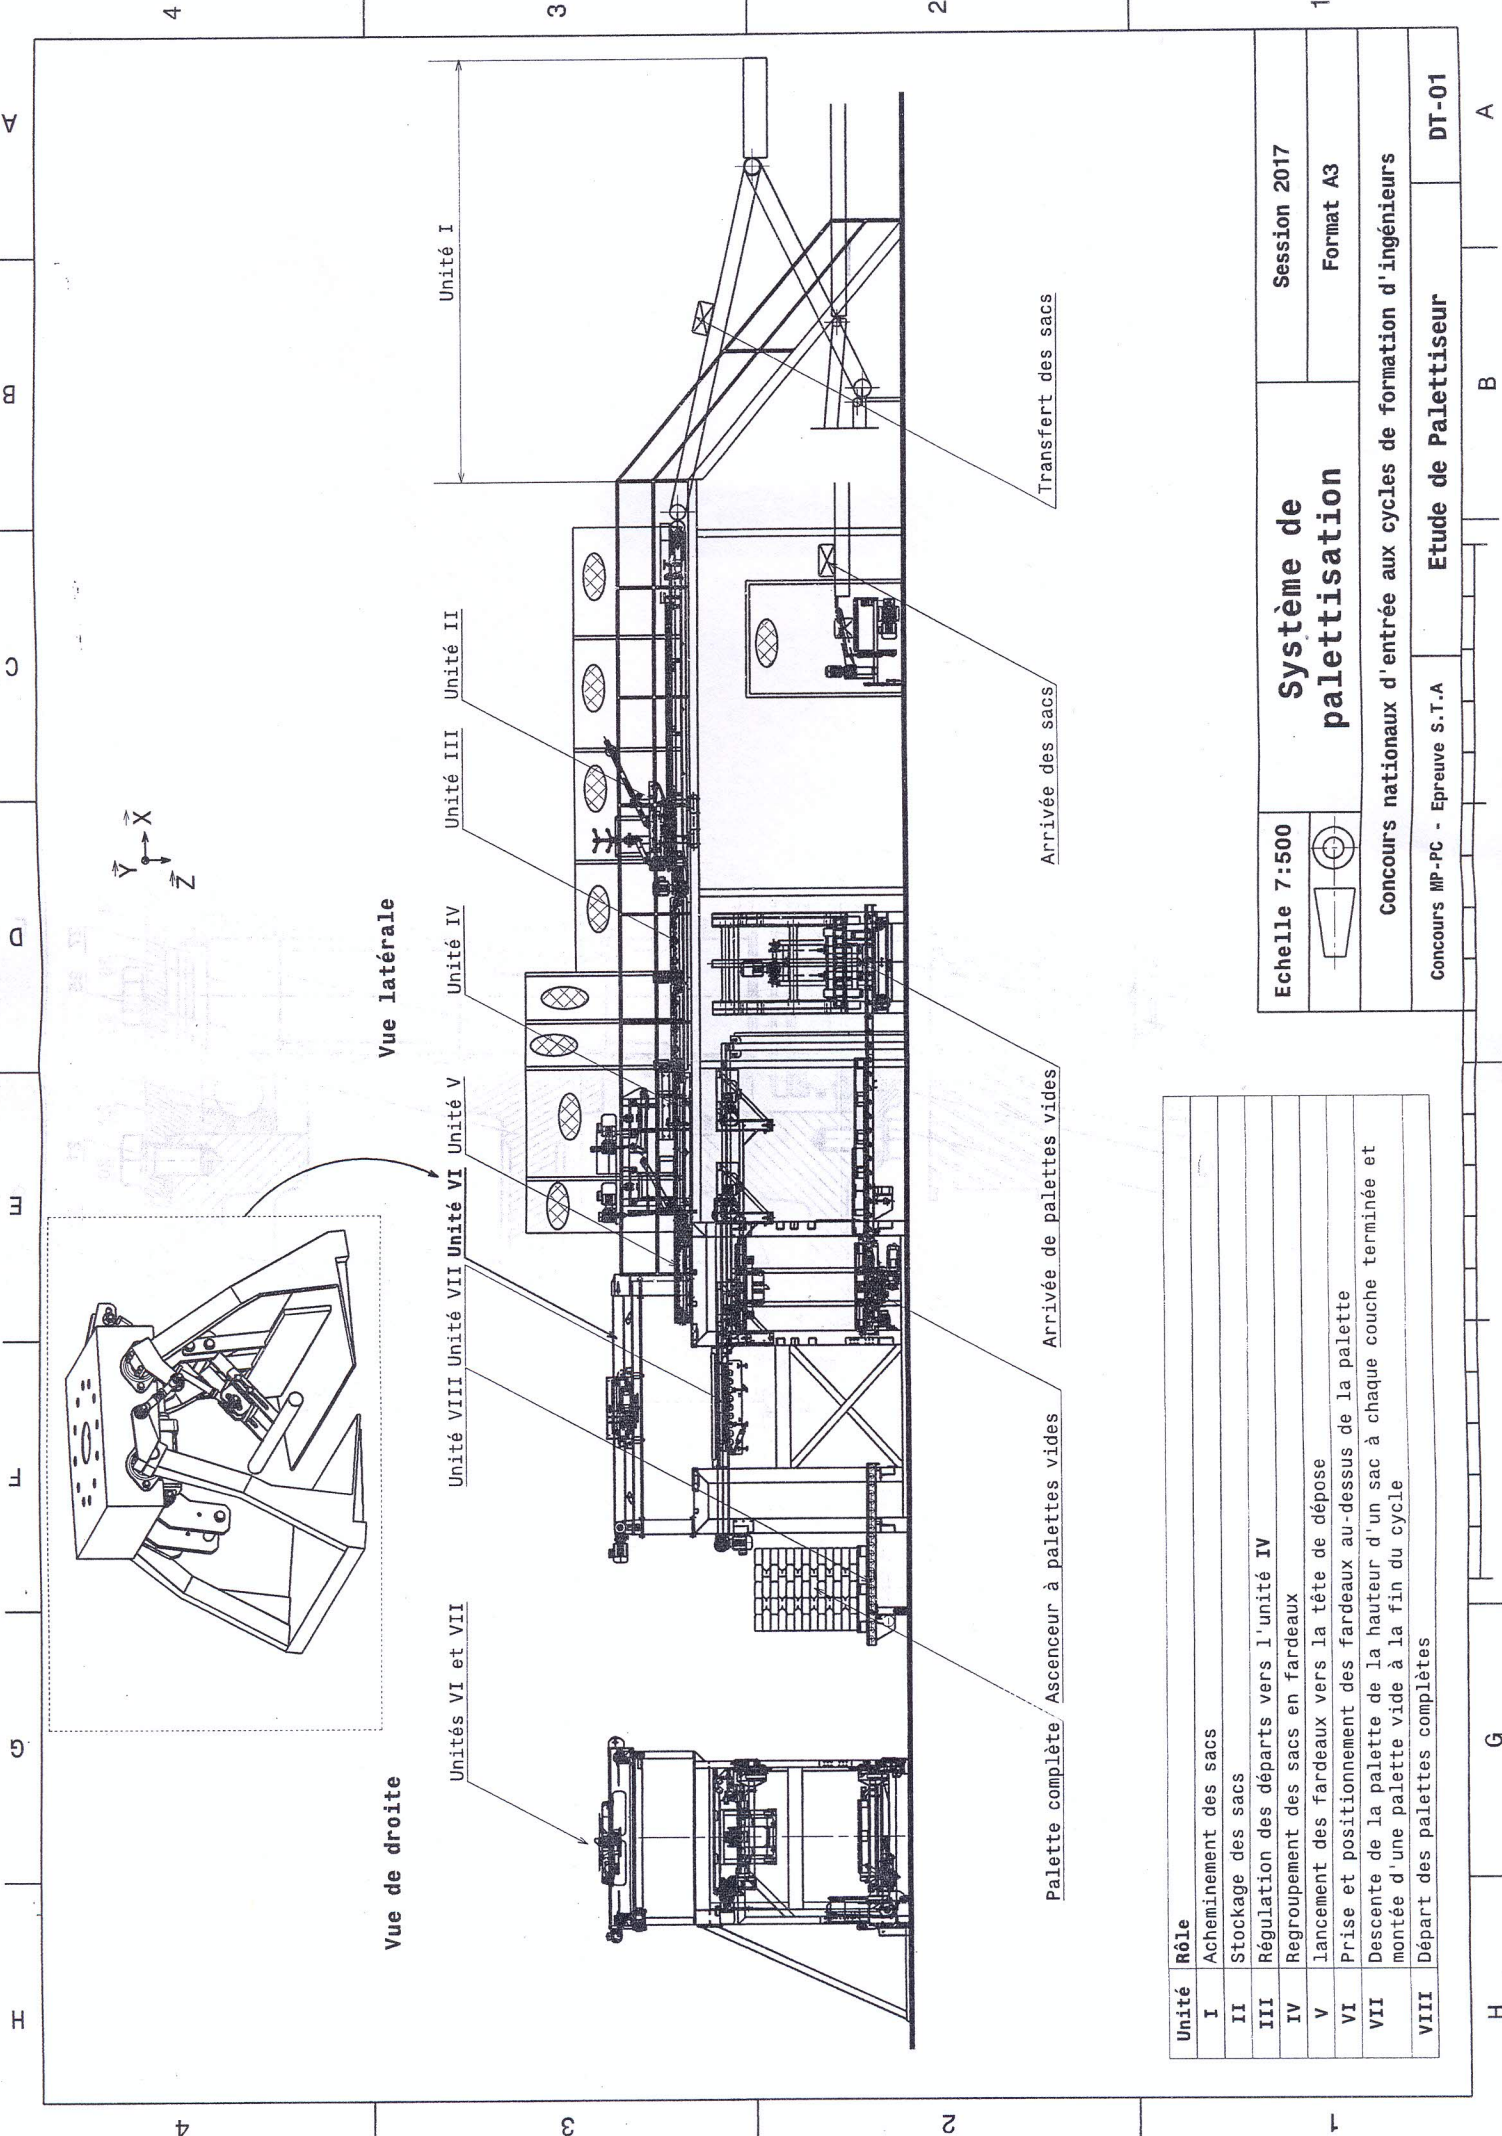 H
G
F
E
D
C
B
A
4
4
3
3
2
2
1
1
Vue de droite
Vue latérale
Y
X
Z
Unités VI et VII
Unité VIII
Unité VII
Unité VI
Unité V
Unité IV
Unité III
Unité II
Unité I
Palette complète
Ascenceur à palettes vides
Arrivée de palettes vides
Arrivée des sacs
Transfert des sacs
Unité Rôle
I Acheminement des sacs
II Stockage des sacs
III Régulation des départs vers l'unité IV
IV Regroupement des sacs en fardeaux
V lancement des fardeaux vers la tête de dépose
VI Prise et positionnement des fardeaux au-dessus de la palette
VII Descente de la palette de la hauteur d'un sac à chaque couche terminée et
montée d'une palette vide à la fin du cycle
VIII Départ des palettes complètes
Echelle 7:500
Système de
palettisation
Session 2017
Format A3
Concours nationaux d'entrée aux cycles de formation d'ingénieurs
Concours MP-PC - Epreuve S.T.A
Etude de Palettiseur
DT-01
H
G
B
A